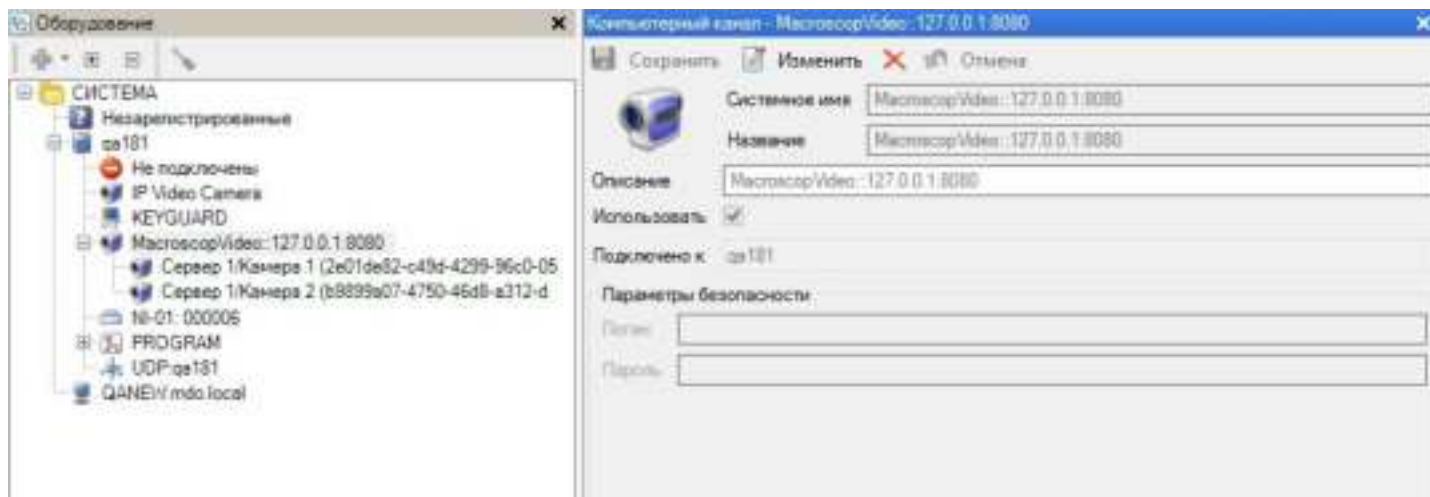 Оборудование
СИСТЕМА
Незарегистрированные
qa181
Не подключены
IP Video Camera
KEYGUARD
MacroscopVideo::127.0.0.1:8080
Сервер 1/Камера 1 (2e01de82-c49d-4299-96c0-05
Сервер 1/Камера 2 (b9899a07-4750-46d8-a312-d
NI-01: 000006
PROGRAM
UDP:qa181
QANEW.mdo.local
Компьютерный канал - MacroscopVideo::127.0.0.1:8080
Сохранить Изменить Отмена
Системное имя MacroscopVideo::127.0.0.1:8080
Название MacroscopVideo::127.0.0.1:8080
Описание MacroscopVideo::127.0.0.1:8080
Использовать
Подключено к qa181
Параметры безопасности
Логин
Пароль